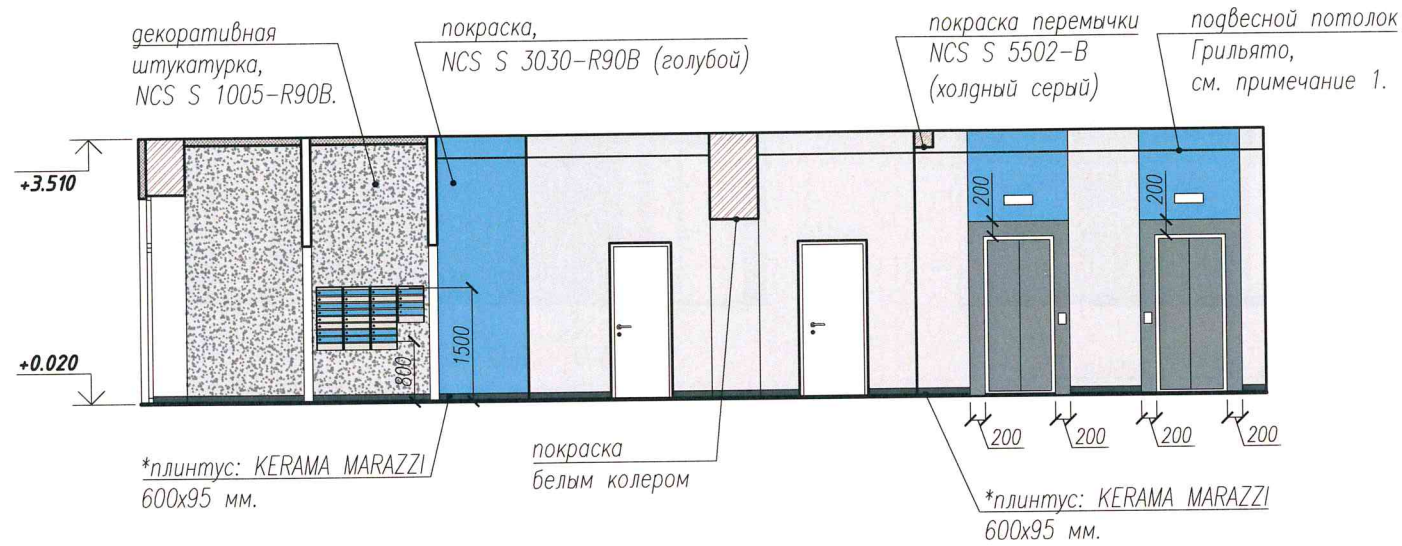 декоративная
штукатурка,
NCS S 1005-R90B.
покраска,
NCS S 3030-R90B (голубой)
покраска перемычки
NCS S 5502-B
(холдный серый)
подвесной потолок
Грильято,
см. примечание 1.
+3.510
+0.020
200
200
1500
800
200
200
200
200
*плинтус: KERAMA MARAZZI
600х95 мм.
покраска
белым колером
*плинтус: KERAMA MARAZZI
600х95 мм.